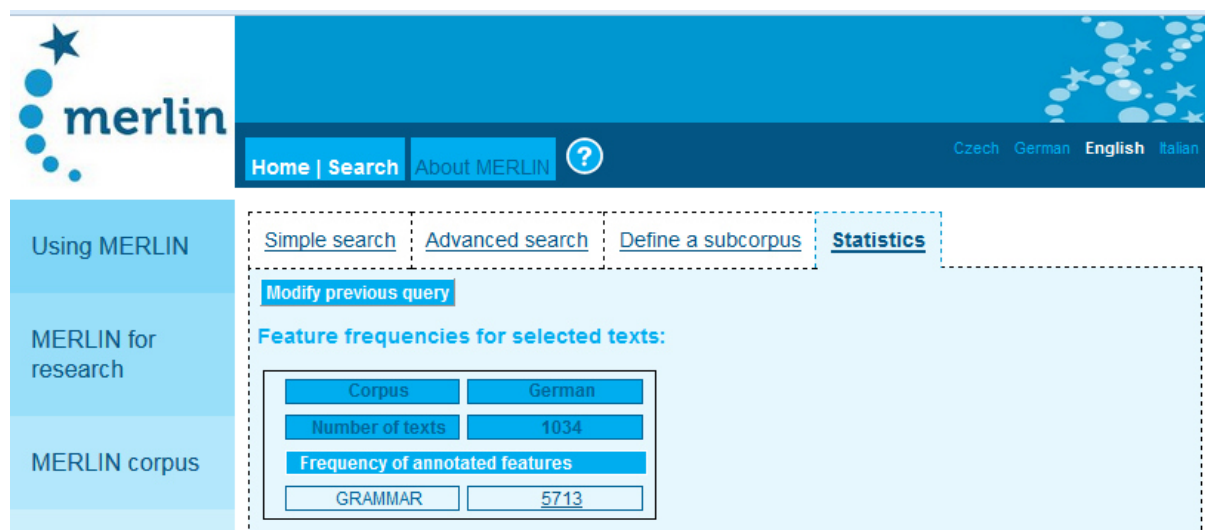 merlin
Home | Search About MERLIN ?
Czech German English Italian
Using MERLIN
MERLIN for
research
MERLIN corpus
Simple search Advanced search Define a subcorpus Statistics
Modify previous query
Feature frequencies for selected texts:
Corpus German
Number of texts 1034
Frequency of annotated features
GRAMMAR 5713